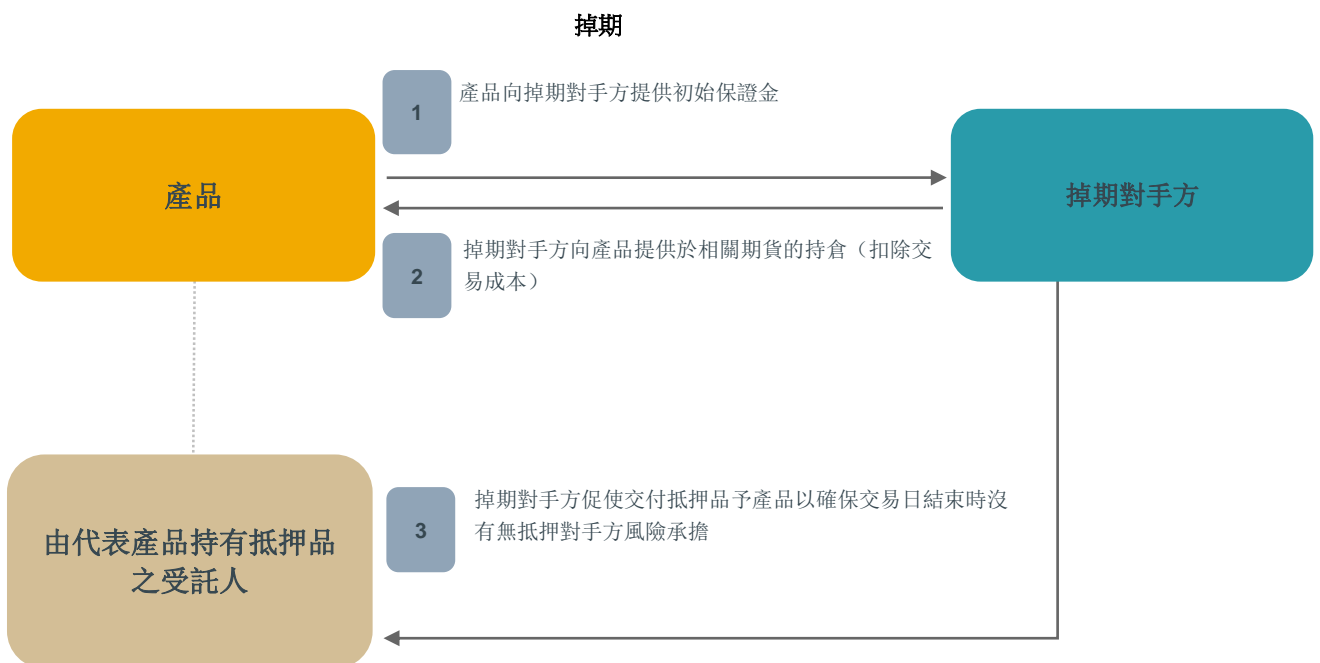 掉期
1
產品向掉期對手方提供初始保證金
產品
掉期對手方
2
掉期對手方向產品提供於相關期貨的持倉（扣除交
易成本）
3
掉期對手方促使交付抵押品予產品以確保交易日結束時沒
有無抵押對手方風險承擔
由代表產品持有抵押品
之受託人